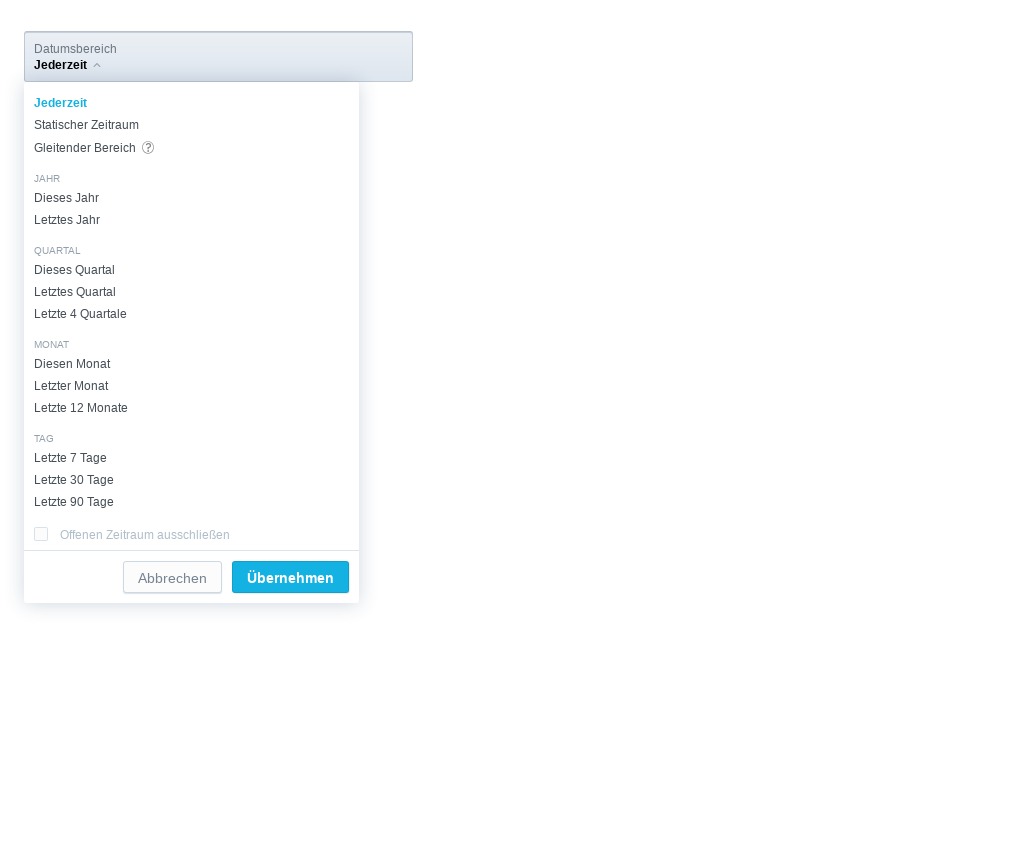 Datumsbereich
Jederzeit
Jederzeit
Statischer Zeitraum
Gleitender Bereich ?
JAHR
Dieses Jahr
Letztes Jahr
QUARTAL
Dieses Quartal
Letztes Quartal
Letzte 4 Quartale
MONAT
Diesen Monat
Letzter Monat
Letzte 12 Monate
TAG
Letzte 7 Tage
Letzte 30 Tage
Letzte 90 Tage
Offenen Zeitraum ausschließen
Abbrechen Übernehmen